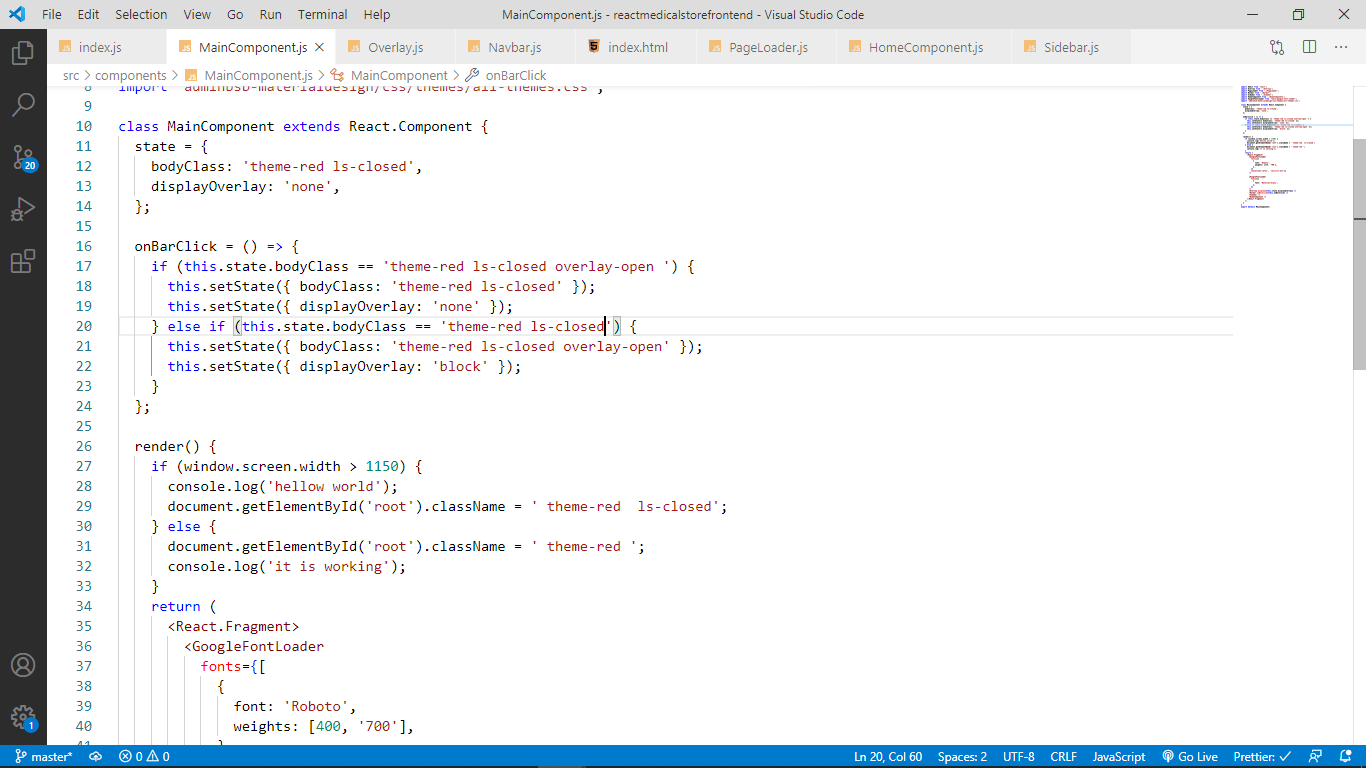 File Edit Selection View Go Run Terminal Help MainComponent.js - reactmedicalstorefrontend - Visual Studio Code
index.js MainComponent.js Overlay.js Navbar.js index.html PageLoader.js HomeComponent.js Sidebar.js
src > components > MainComponent.js > MainComponent > onBarClick
8 import 'adminbsb-materialdesign/css/themes/all-themes.css';
9
10 class MainComponent extends React.Component {
11 state = {
12 bodyClass: 'theme-red ls-closed',
13 displayOverlay: 'none',
14 };
15
16 onBarClick = () => {
17 if (this.state.bodyClass == 'theme-red ls-closed overlay-open ') {
18 this.setState({ bodyClass: 'theme-red ls-closed' });
19 this.setState({ displayOverlay: 'none' });
20 } else if (this.state.bodyClass == 'theme-red ls-closed') {
21 this.setState({ bodyClass: 'theme-red ls-closed overlay-open' });
22 this.setState({ displayOverlay: 'block' });
23 }
24 };
25
26 render() {
27 if (window.screen.width > 1150) {
28 console.log('hellow world');
29 document.getElementById('root').className = ' theme-red  ls-closed';
30 } else {
31 document.getElementById('root').className = ' theme-red ';
32 console.log('it is working');
33 }
34 return (
35 <React.Fragment>
36 <GoogleFontLoader
37 fonts={[
38 {
39 font: 'Roboto',
40 weights: [400, '700'],
41 }
20
1
master* 0 0 Ln 20, Col 60 Spaces: 2 UTF-8 CRLF JavaScript Go Live Prettier: ✓